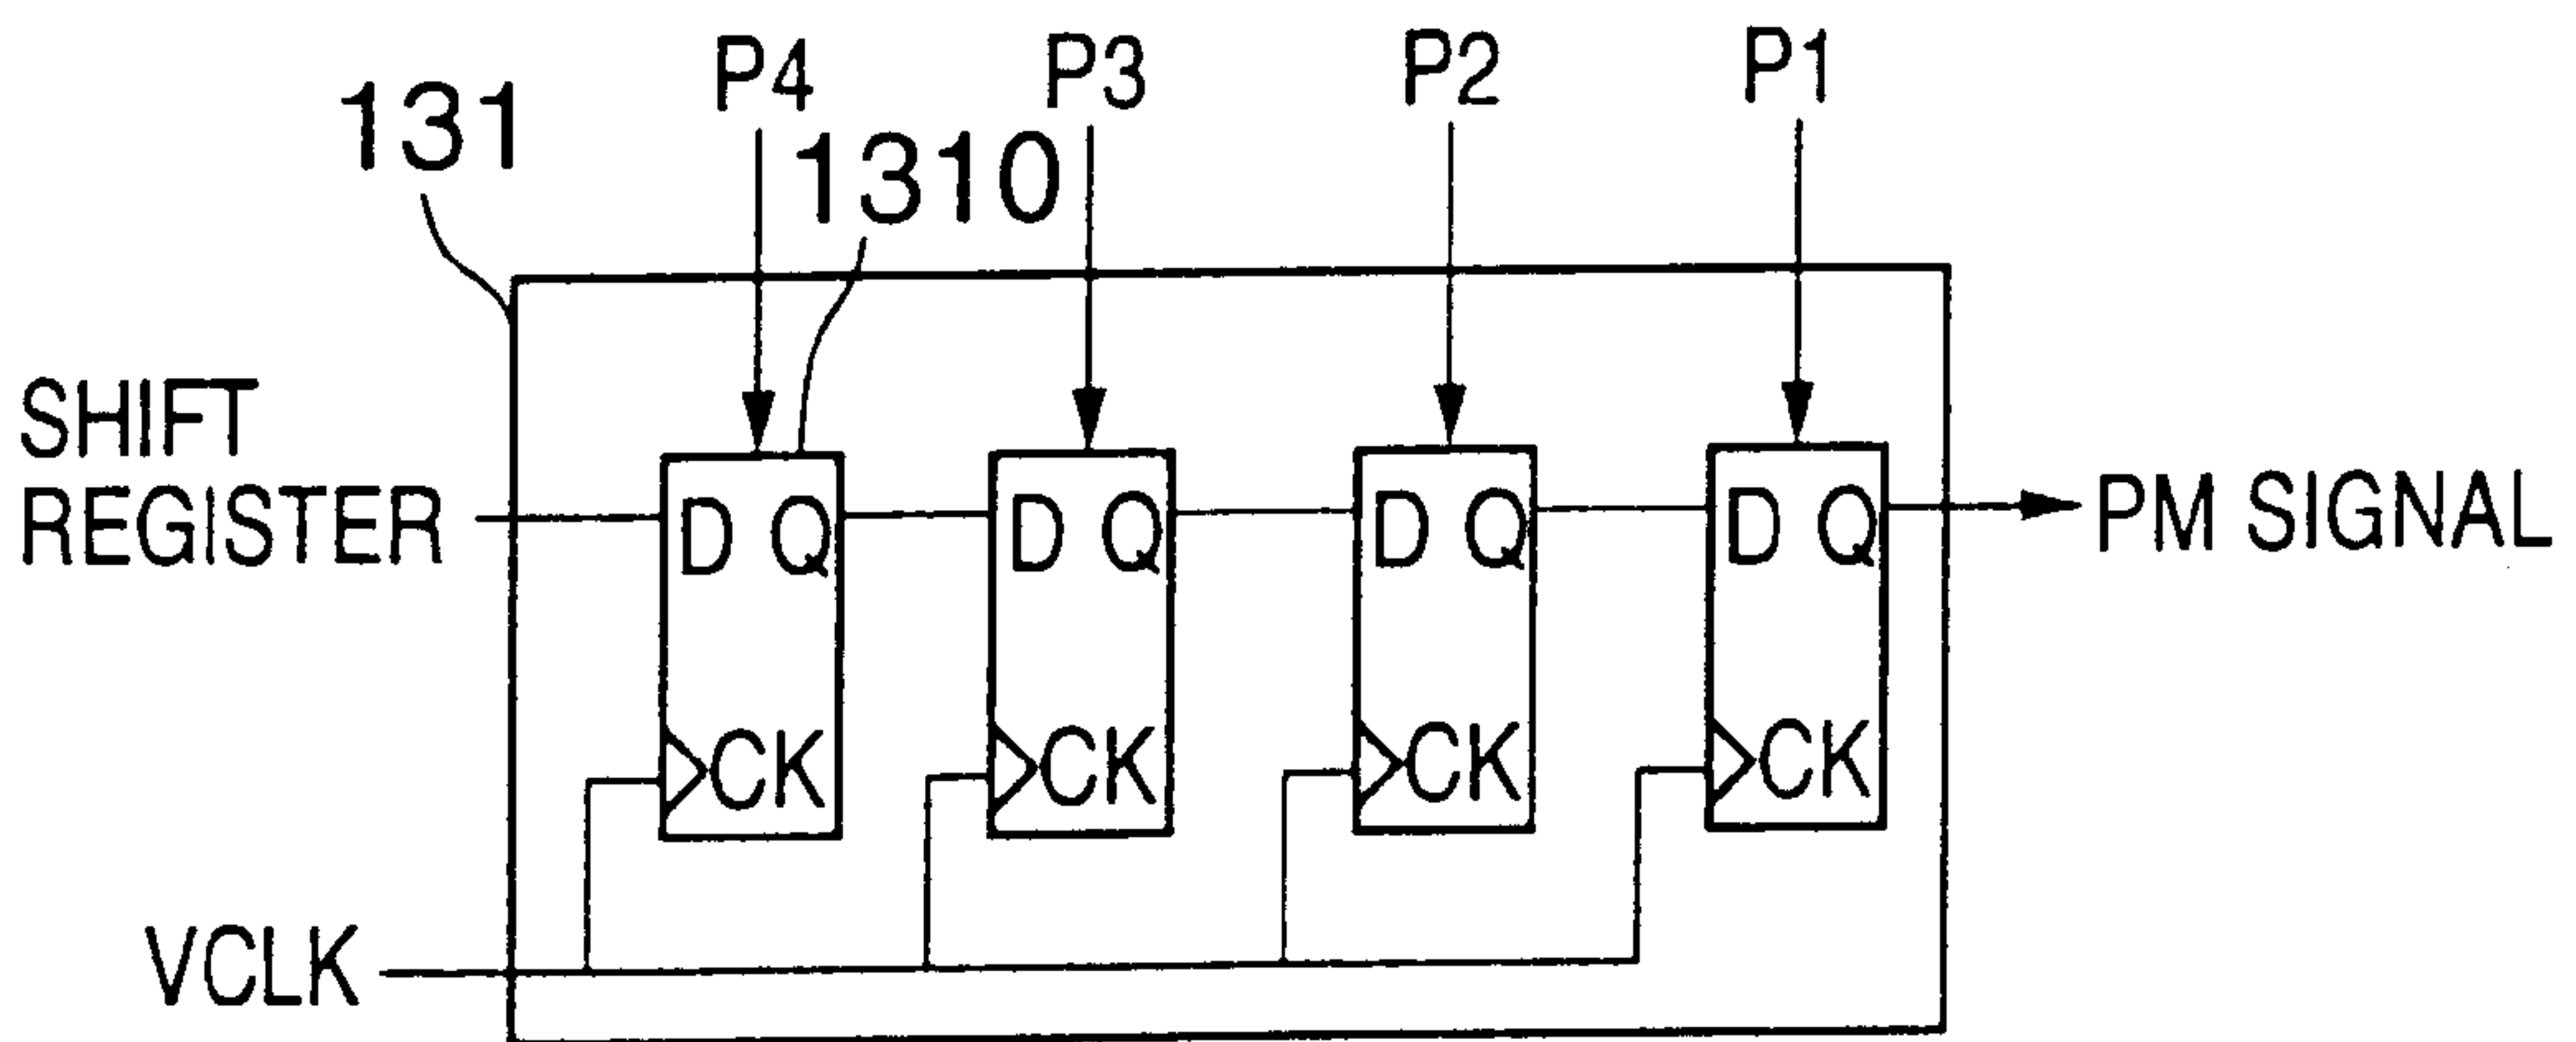 P4 P3 P2 P1
131
1310
SHIFT
REGISTER
D Q D Q D Q D Q
PM SIGNAL
CK CK CK CK
VCLK